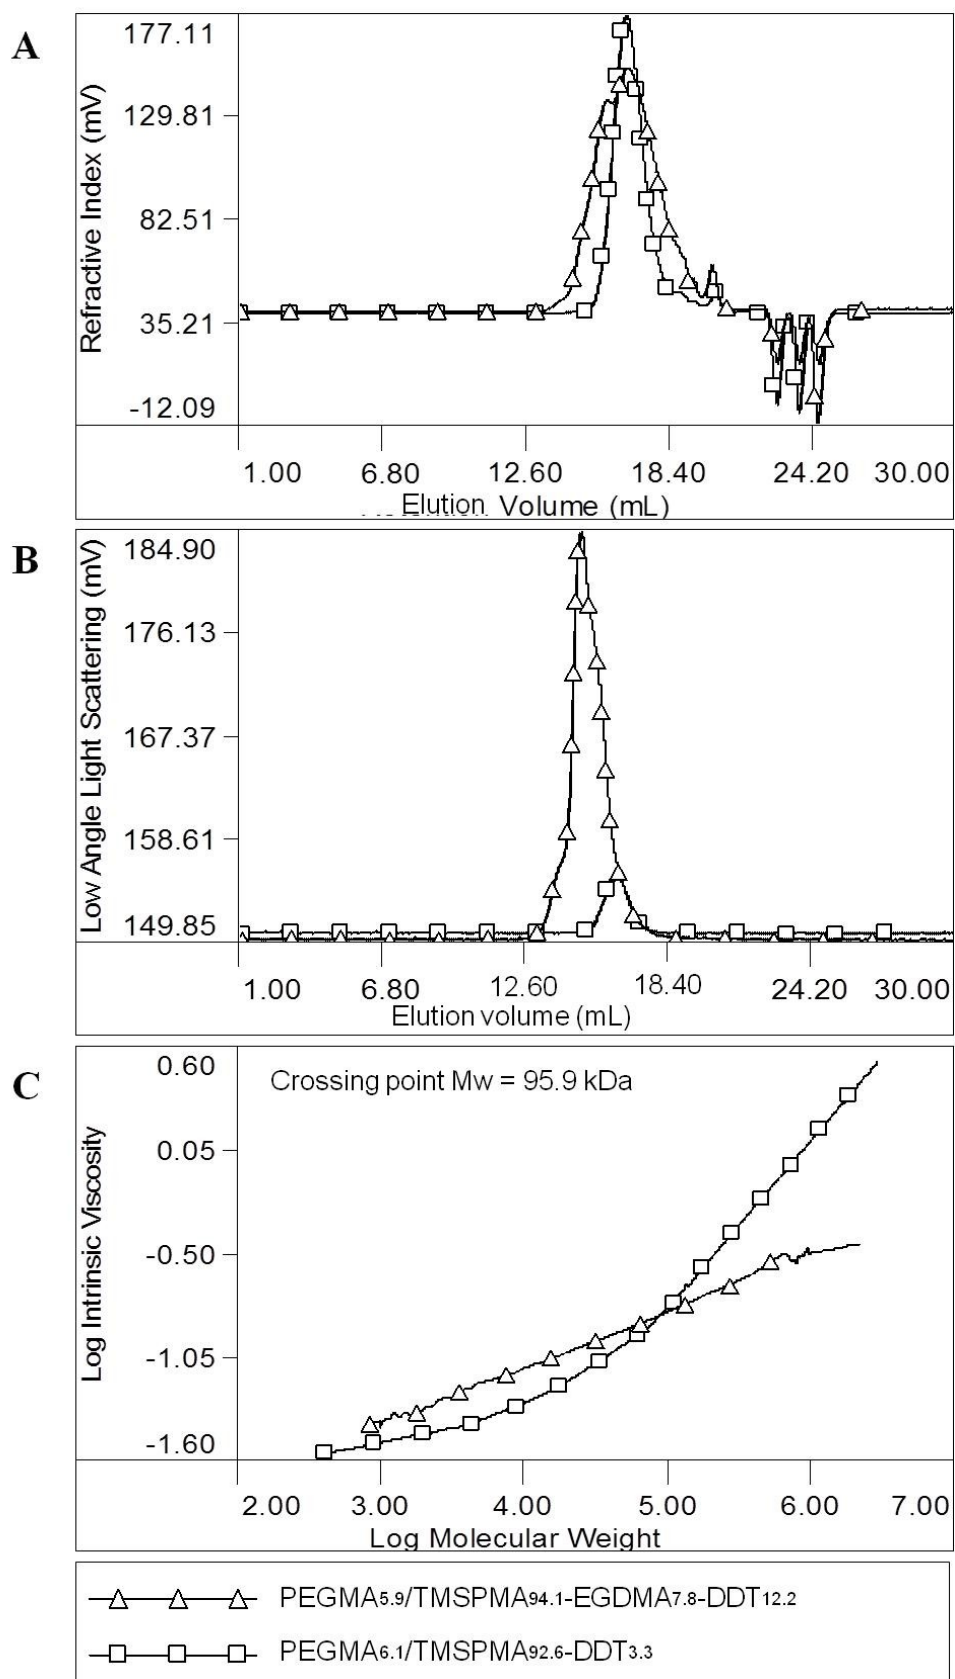 A
177.11
129.81
82.51
35.21
-12.09
Refractive Index (mV)
1.00 6.80 12.60 18.40 24.20 30.00
Elution Volume (mL)
B
184.90
176.13
167.37
158.61
149.85
Low Angle Light Scattering (mV)
1.00 6.80 12.60 18.40 24.20 30.00
Elution volume (mL)
C
Crossing point Mw = 95.9 kDa
0.60
0.05
-0.50
-1.05
-1.60
Log Intrinsic Viscosity
2.00 3.00 4.00 5.00 6.00 7.00
Log Molecular Weight
PEGMA5.9/TMSPMA94.1-EGDMA7.8-DDT12.2
PEGMA6.1/TMSPMA92.6-DDT3.3